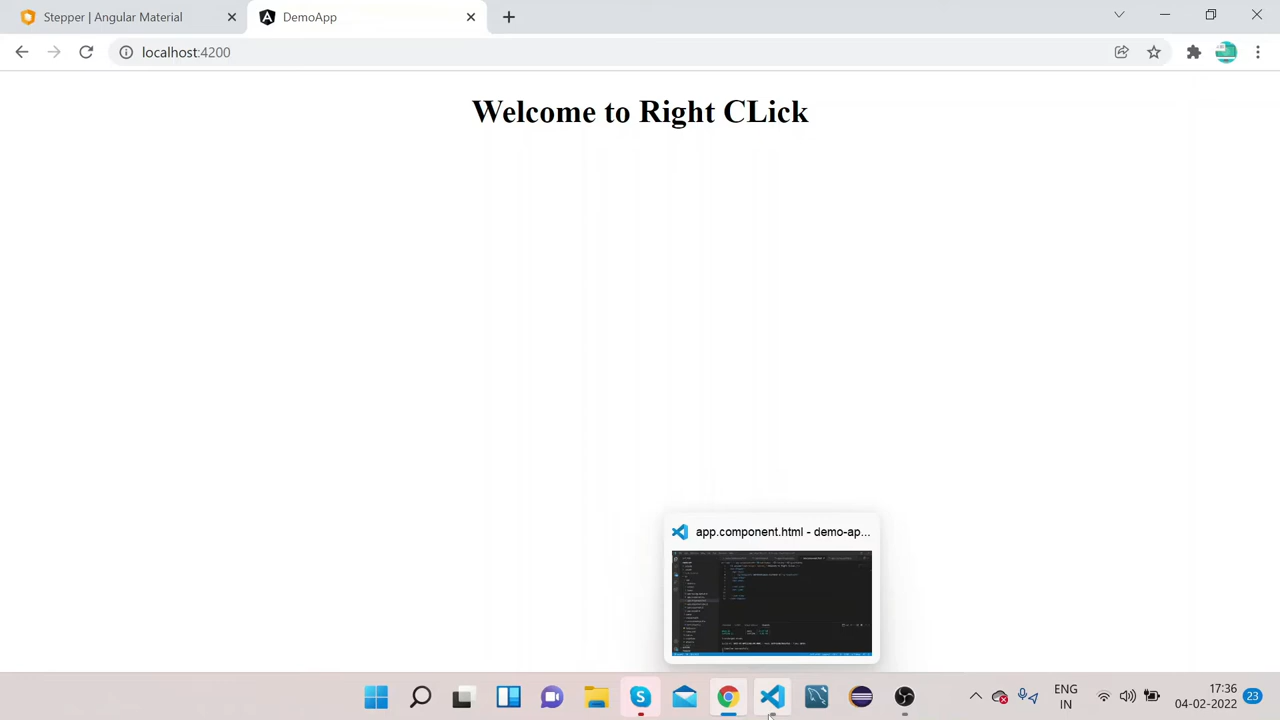 Stepper | Angular Material
DemoApp
localhost:4200
Welcome to Right CLick
app.component.html - demo-ap...
ENG
IN
17:36
04-02-2022
23